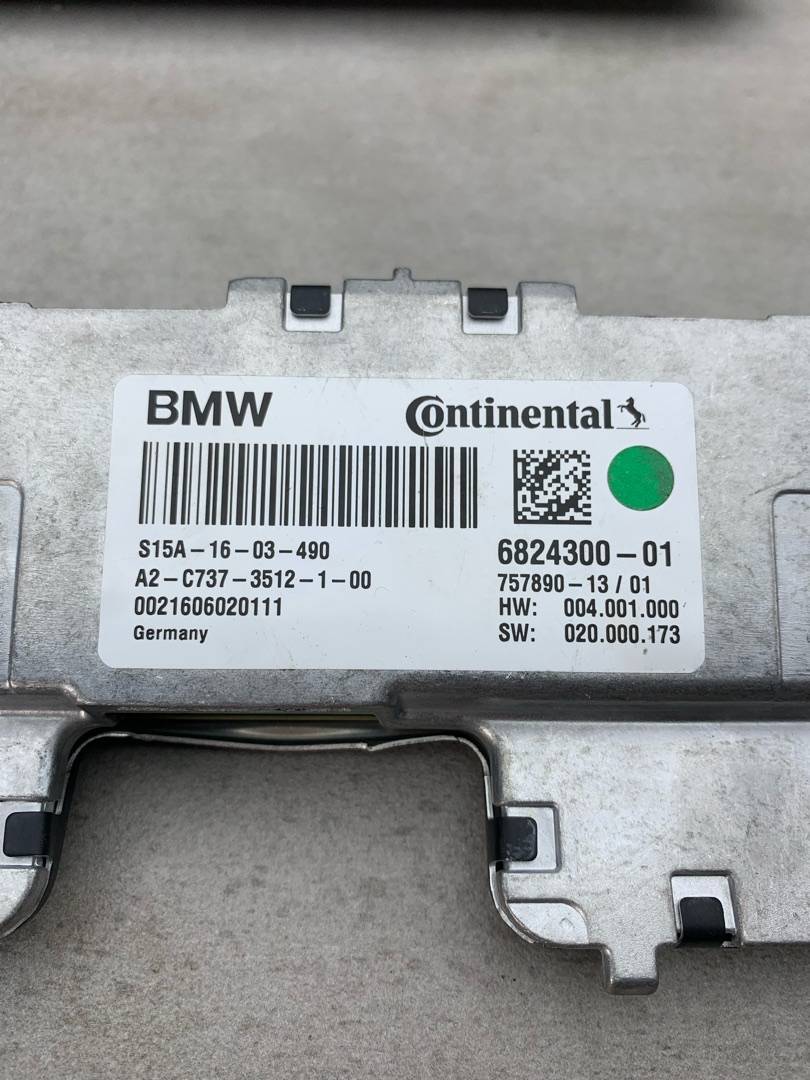 BMW Continental
S15A-16-03-490
A2-C737-3512-1-00
0021606020111
Germany
6824300-01
757890-13 / 01
HW: 004.001.000
SW: 020.000.173